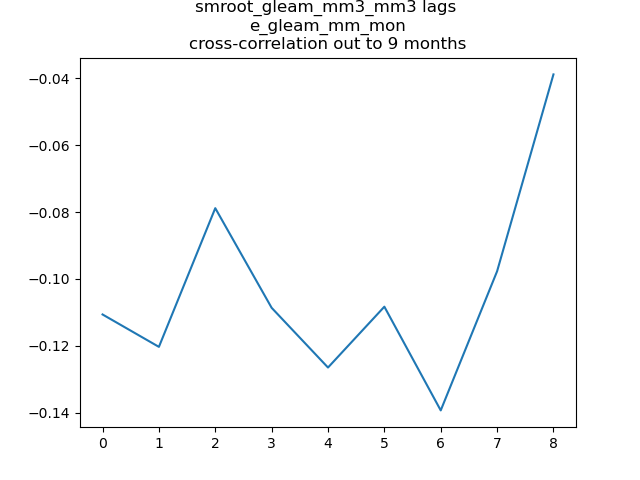 smroot_gleam_mm3_mm3 lags
e_gleam_mm_mon
cross-correlation out to 9 months
−0.04
−0.06
−0.08
−0.10
−0.12
−0.14
0 1 2 3 4 5 6 7 8